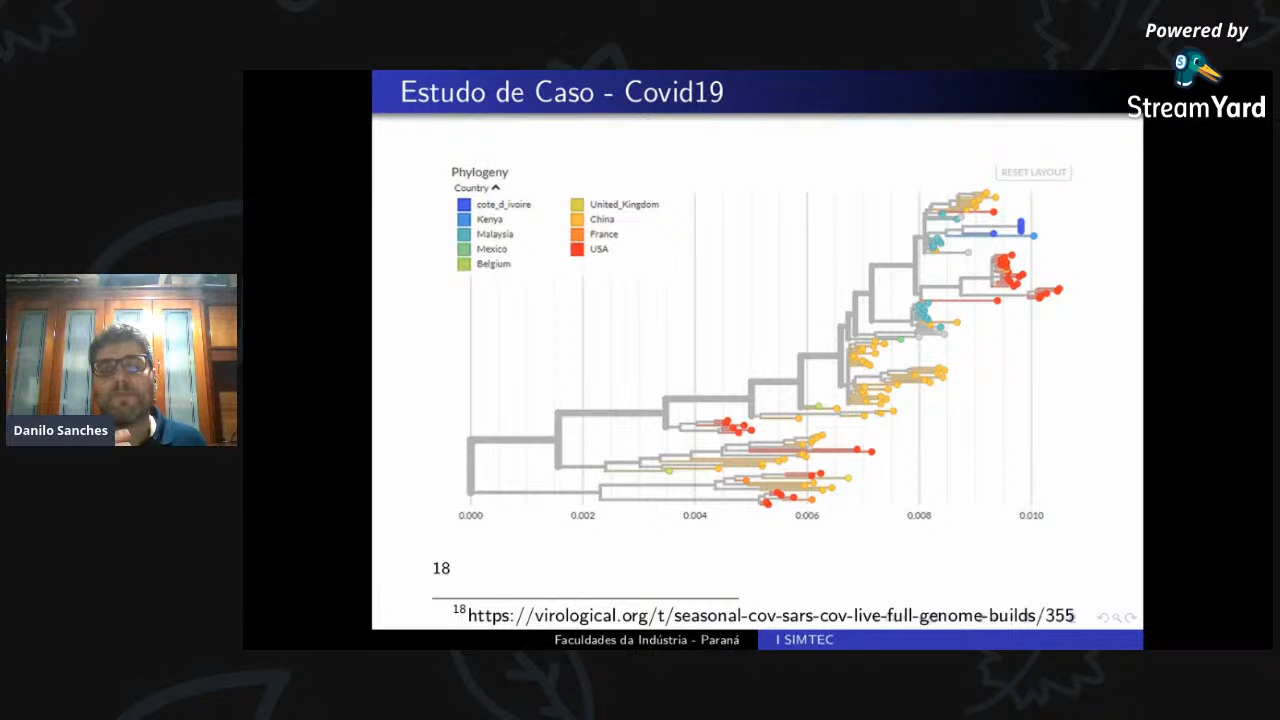 Powered by
StreamYard
Estudo de Caso - Covid19
Phylogeny
RESET LAYOUT
Country
cote_d_ivoire
Kenya
Malaysia
Mexico
Belgium
United_Kingdom
China
France
USA
Danilo Sanches
0.000 0.002 0.004 0.006 0.008 0.010
18
18 https://virological.org/t/seasonal-cov-sars-cov-live-full-genome-builds/355
Faculdades da Indústria - Paraná I SIMTEC